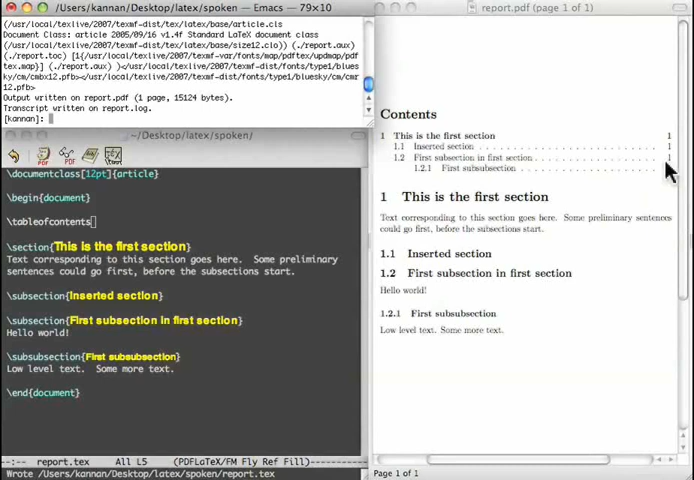 /Users/kannan/Desktop/latex/spoken — Emacs — 79×10
(/usr/local/texlive/2007/texmf-dist/tex/latex/base/article.cls
Document Class: article 2005/09/16 v1.4f Standard LaTeX document class
(/usr/local/texlive/2007/texmf-dist/tex/latex/base/size12.clo)) (./report.aux)
(./report.toc) [1{/usr/local/texlive/2007/texmf-var/fonts/map/pdftex/updmap/pdf
tex.map}] (./report.aux) )</usr/local/texlive/2007/texmf-dist/fonts/type1/blues
ky/cm/cmbx12.pfb></usr/local/texlive/2007/texmf-dist/fonts/type1/bluesky/cm/cmr
12.pfb>
Output written on report.pdf (1 page, 15124 bytes).
Transcript written on report.log.
[kannan]:
~/Desktop/latex/spoken/
PDF
PDF
\documentclass[12pt]{article}
\begin{document}
\tableofcontents
\section{This is the first section}
Text corresponding to this section goes here. Some preliminary
sentences could go first, before the subsections start.
\subsection{Inserted section}
\subsection{First subsection in first section}
Hello world!
\subsubsection{First subsubsection}
Low level text. Some more text.
\end{document}
--:-- report.tex All L5 (PDFLaTeX/FM Fly Ref Fill)
Wrote /Users/kannan/Desktop/latex/spoken/report.tex
report.pdf (page 1 of 1)
Contents
1 This is the first section 1
1.1 Inserted section . . . . . . . . . . . . . . . . . . . . . . . . 1
1.2 First subsection in first section . . . . . . . . . . . . . . . . 1
1.2.1 First subsubsection . . . . . . . . . . . . . . . . . .
1 This is the first section
Text corresponding to this section goes here. Some preliminary sentences
could go first, before the subsections start.
1.1 Inserted section
1.2 First subsection in first section
Hello world!
1.2.1 First subsubsection
Low level text. Some more text.
Page 1 of 1